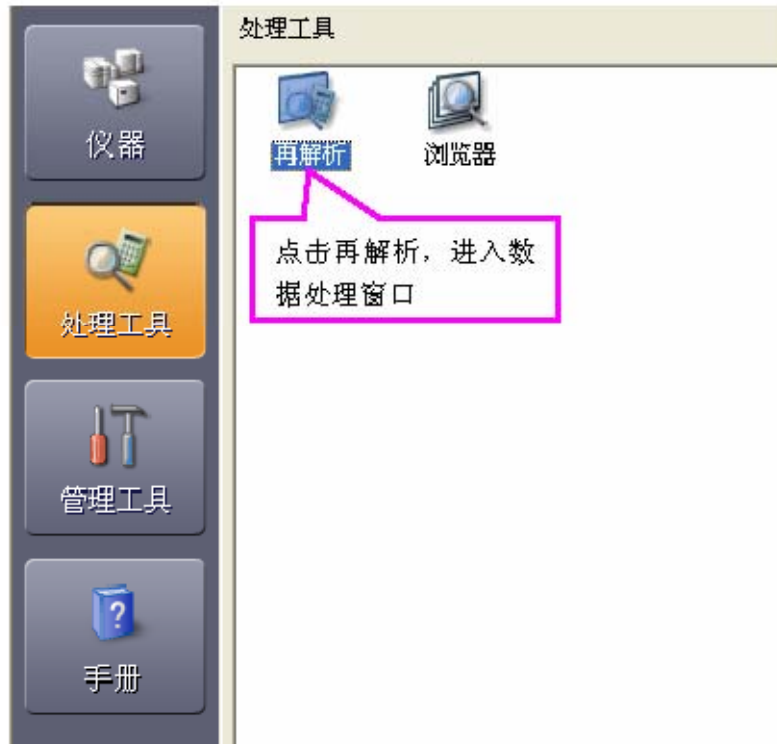 处理工具
仪器
处理工具
管理工具
手册
再解析
浏览器
点击再解析，进入数
据处理窗口